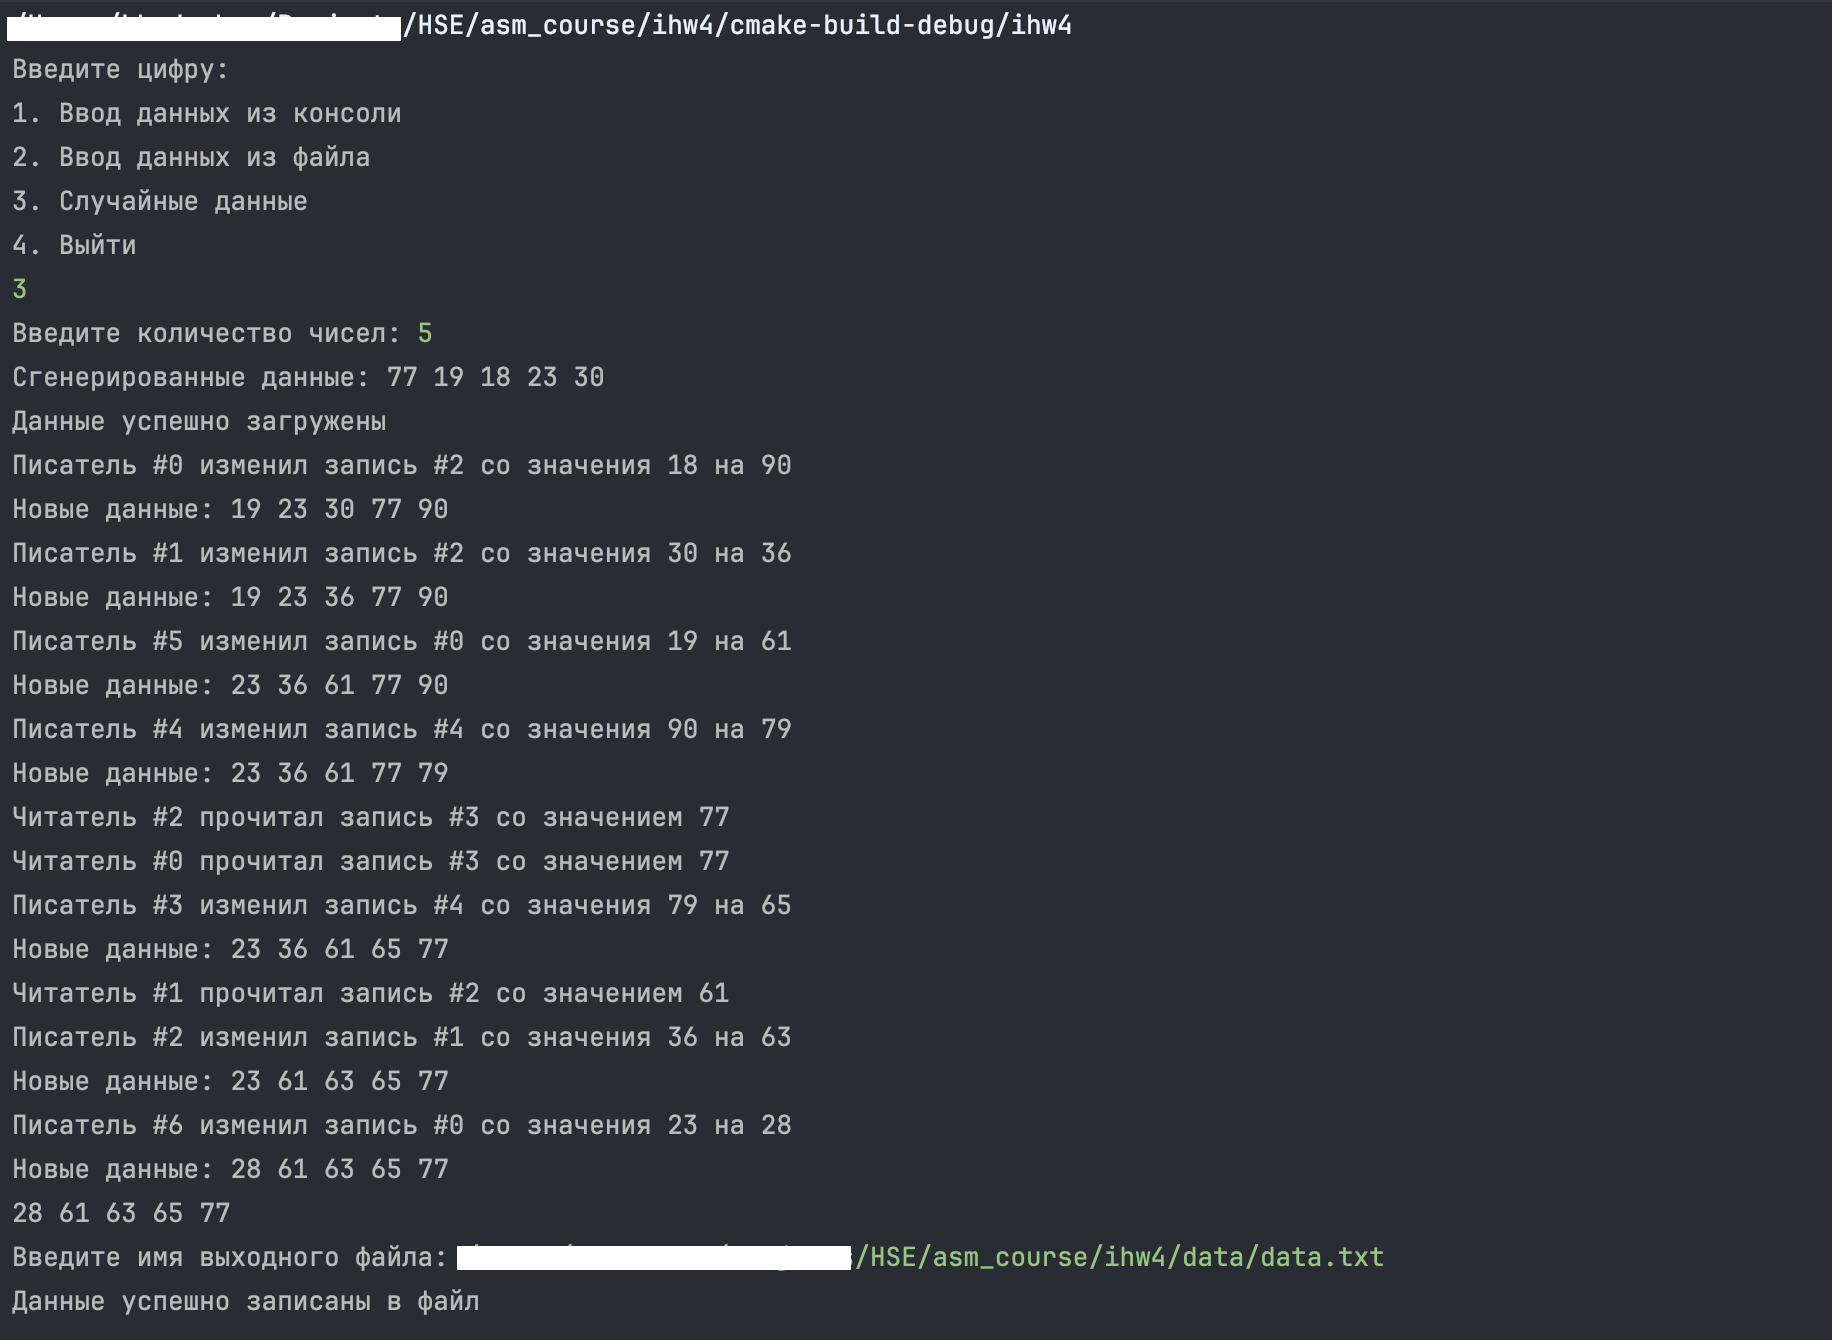 /HSE/asm_course/ihw4/cmake-build-debug/ihw4
Введите цифру:
1. Ввод данных из консоли
2. Ввод данных из файла
3. Случайные данные
4. Выйти
3
Введите количество чисел: 5
Сгенерированные данные: 77 19 18 23 30
Данные успешно загружены
Писатель #0 изменил запись #2 со значения 18 на 90
Новые данные: 19 23 30 77 90
Писатель #1 изменил запись #2 со значения 30 на 36
Новые данные: 19 23 36 77 90
Писатель #5 изменил запись #0 со значения 19 на 61
Новые данные: 23 36 61 77 90
Писатель #4 изменил запись #4 со значения 90 на 79
Новые данные: 23 36 61 77 79
Читатель #2 прочитал запись #3 со значением 77
Читатель #0 прочитал запись #3 со значением 77
Писатель #3 изменил запись #4 со значения 79 на 65
Новые данные: 23 36 61 65 77
Читатель #1 прочитал запись #2 со значением 61
Писатель #2 изменил запись #1 со значения 36 на 63
Новые данные: 23 61 63 65 77
Писатель #6 изменил запись #0 со значения 23 на 28
Новые данные: 28 61 63 65 77
28 61 63 65 77
Введите имя выходного файла: /HSE/asm_course/ihw4/data/data.txt
Данные успешно записаны в файл